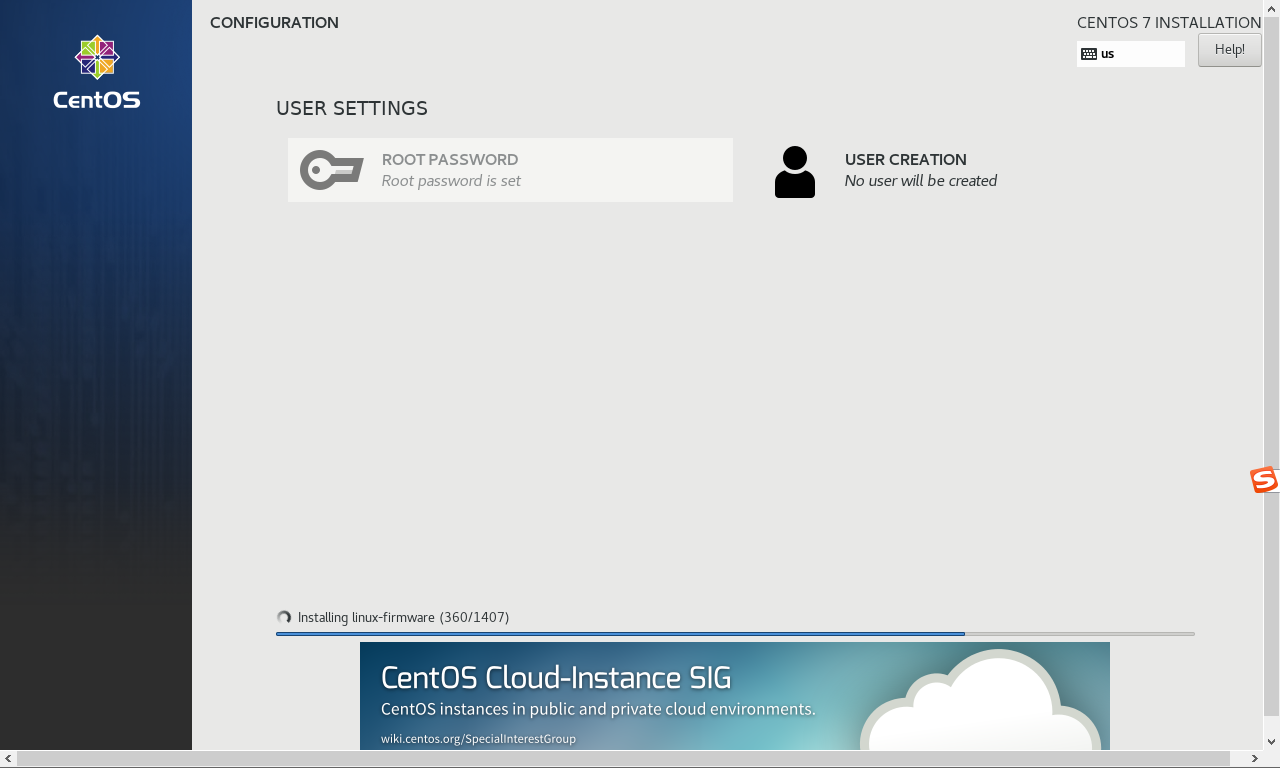 CONFIGURATION
CENTOS 7 INSTALLATION
us
Help!
CentOS
USER SETTINGS
ROOT PASSWORD
Root password is set
USER CREATION
No user will be created
Installing linux-firmware (360/1407)
CentOS Cloud-Instance SIG
CentOS instances in public and private cloud environments.
wiki.centos.org/SpecialInterestGroup